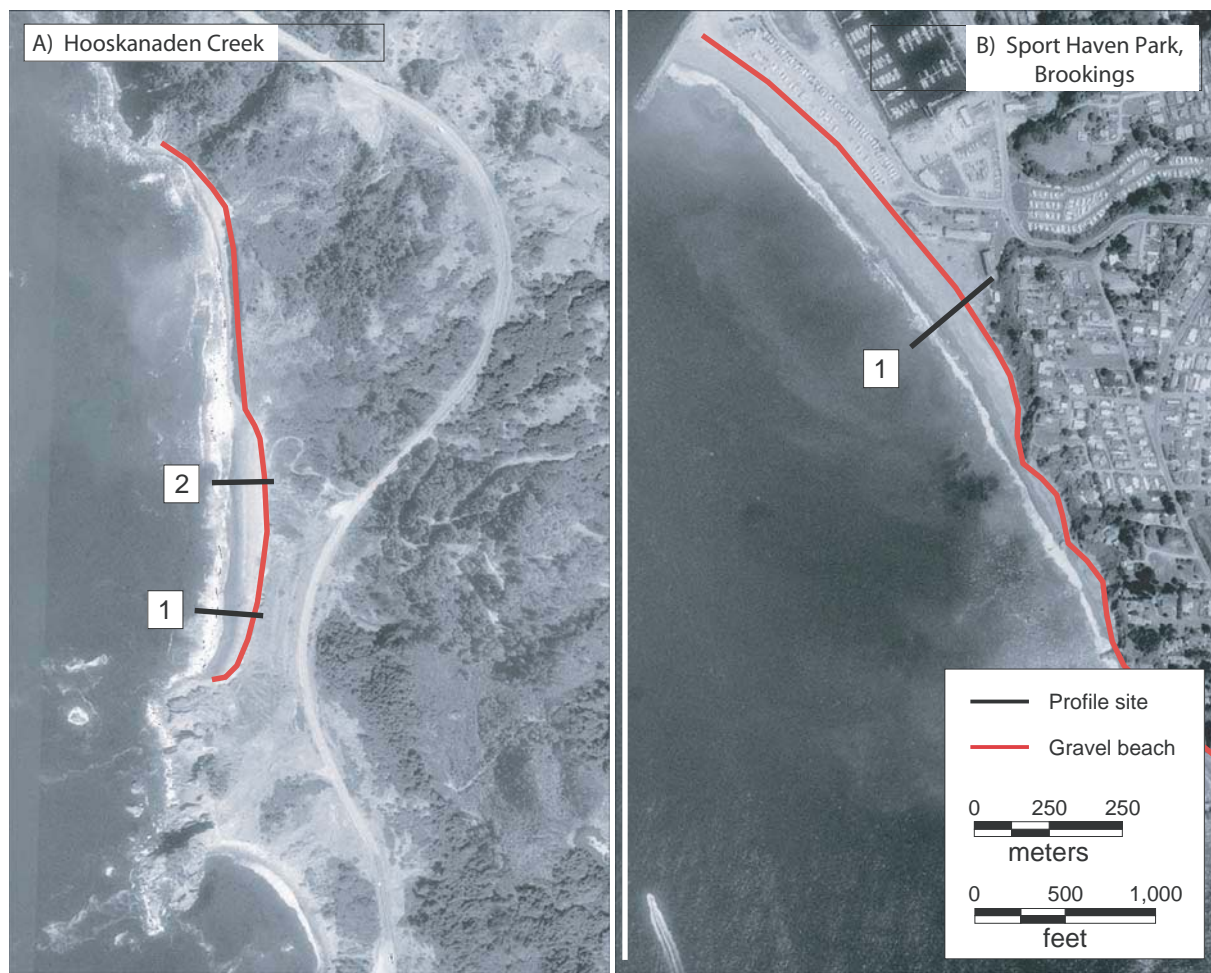 A) Hooskanaden Creek
B) Sport Haven Park,
Brookings
1
2
1
Profile site
Gravel beach
0 250 250
meters
0 500 1,000
feet